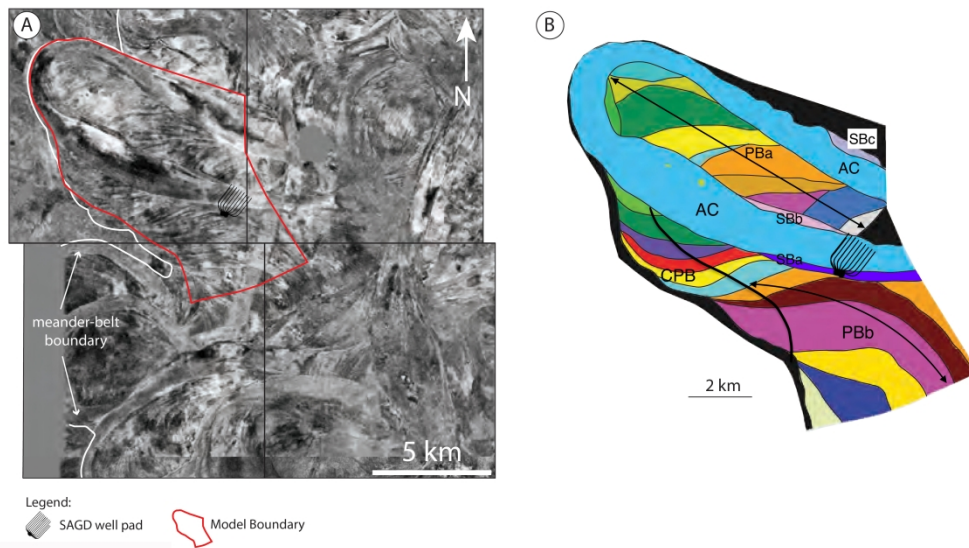 A
N
meander-belt
boundary
5 km
Legend:
SAGD well pad
Model Boundary
B
SBc
PBa
AC
AC
SBb
SBa
CPB
PBb
2 km